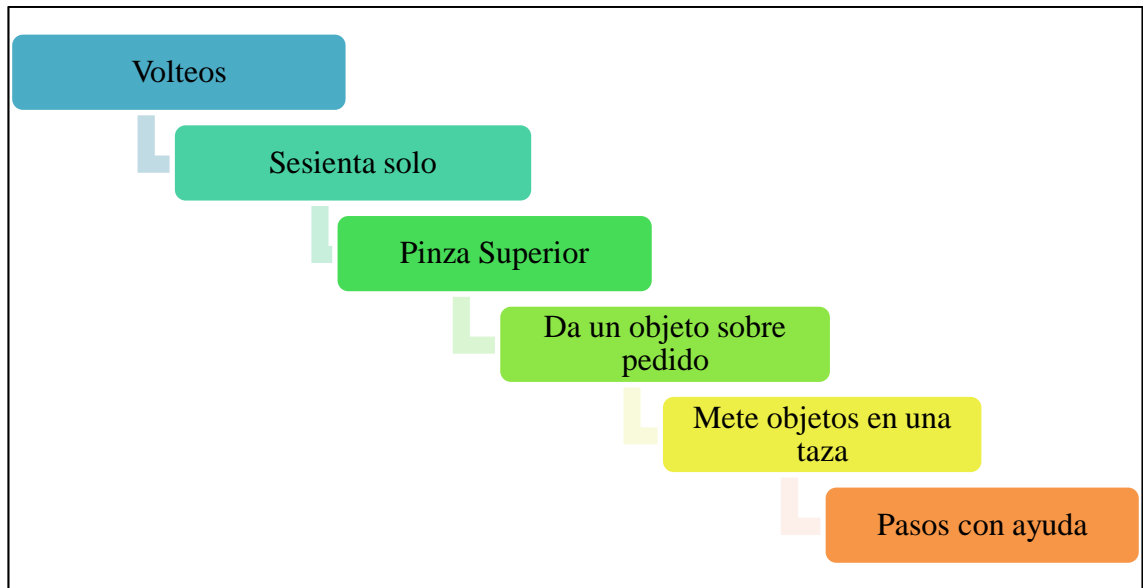 Volteos
Sesienta solo
Pinza Superior
Da un objeto sobre
pedido
Mete objetos en una
taza
Pasos con ayuda